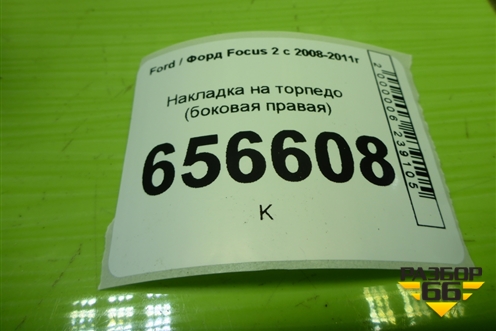 Ford / Форд Focus 2 с 2008-2011г
Накладка на торпедо
(боковая правая)
656608
К
2000006239105
РАЗБОР
66